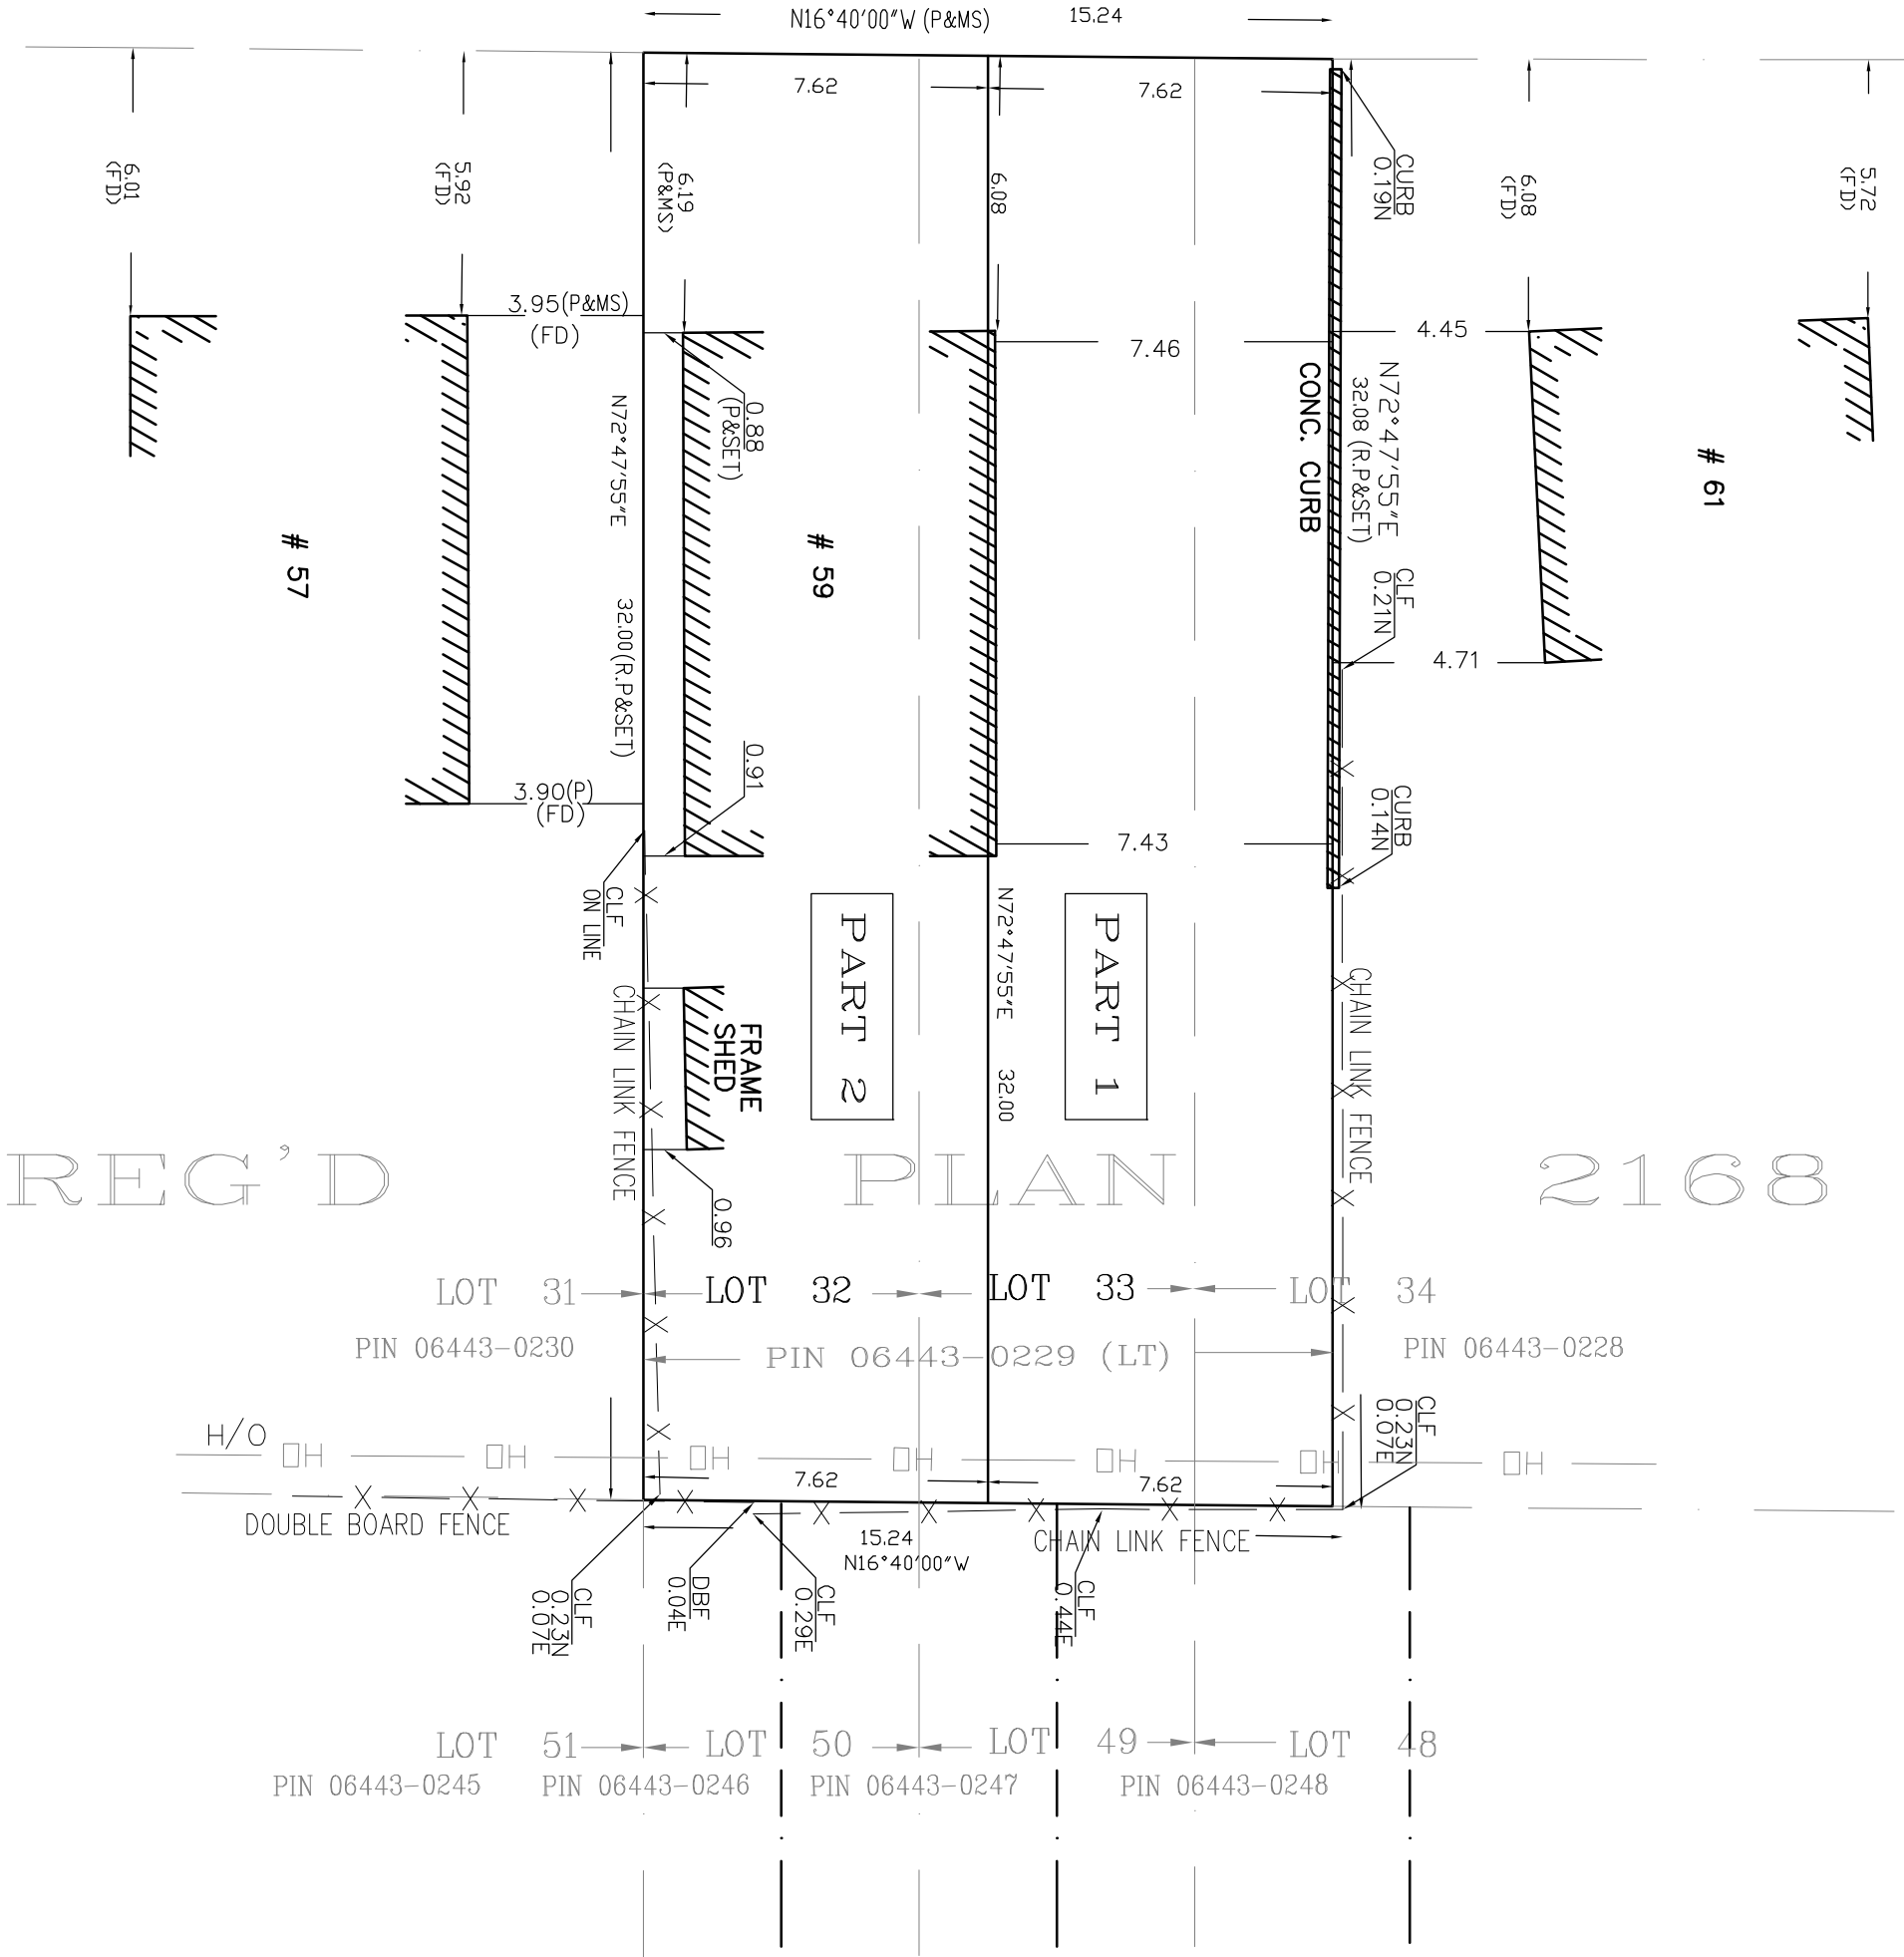 N16°40'00"W (P&MS) 15.24
7.62
7.62
6.01
(FD)
5.92
(FD)
6.19
(P&MS)
6.08
CURB
0.19N
6.08
(FD)
5.72
(FD)
3.95(P&MS)
(FD)
7.46
4.45
0.88
(P&SET)
N72°47'55"E
32.00(R.P&SET)
CONC. CURB
N72°47'55"E
32.08 (R.P&SET)
# 57
# 59
# 61
CLF
0.21N
4.71
0.91
3.90(P)
(FD)
7.43
CURB
0.14N
CLF
ON LINE
PART 2
PART 1
N72°47'55"E 32.00
CHAIN LINK FENCE
FRAME
SHED
CHAIN LINK FENCE
0.96
REG'D PLAN 2168
LOT 31 LOT 32 LOT 33 LOT 34
PIN 06443-0230 PIN 06443-0229 (LT) PIN 06443-0228
CLF
0.23N
0.07E
H/O OH OH OH OH OH OH OH
7.62
7.62
DOUBLE BOARD FENCE
15.24
N16°40'00"W
CHAIN LINK FENCE
CLF
0.23N
0.07E
DBF
0.04E
CLF
0.29E
CLF
0.44E
LOT 51 LOT 50 LOT 49 LOT 48
PIN 06443-0245 PIN 06443-0246 PIN 06443-0247 PIN 06443-0248